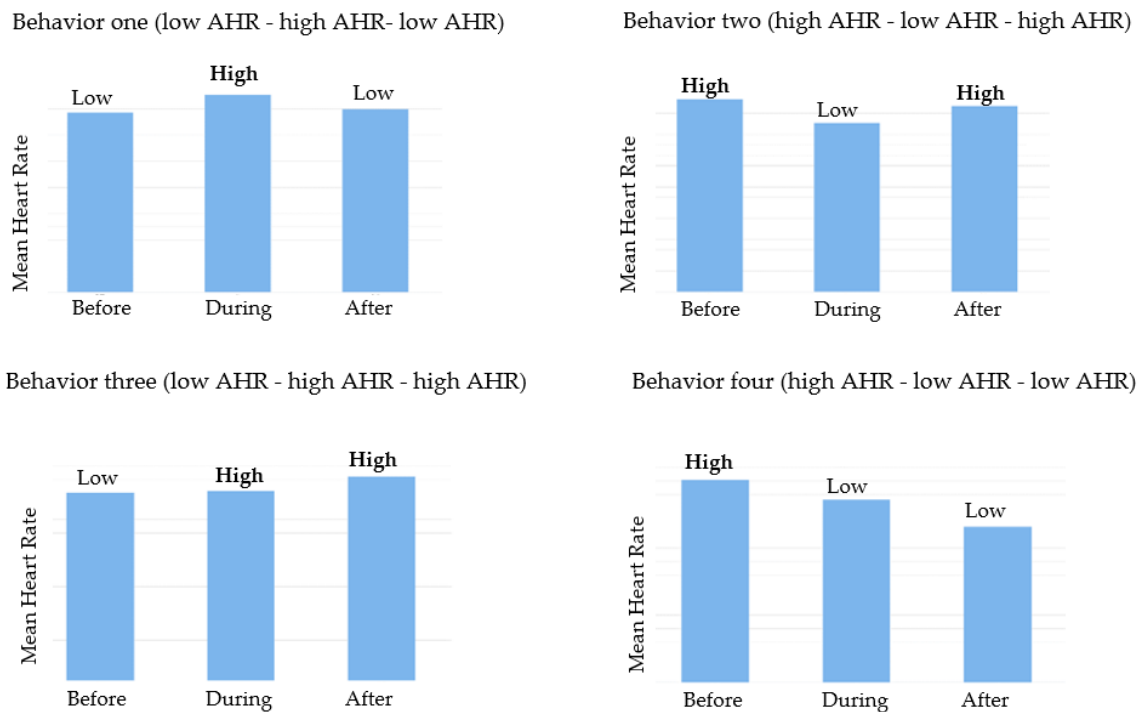 Behavior one (low AHR - high AHR- low AHR)
High
Low
Low
Mean Heart Rate
Before
During
After
Behavior two (high AHR - low AHR - high AHR)
High
Low
High
Mean Heart Rate
Before
During
After
Behavior three (low AHR - high AHR - high AHR)
Low
High
High
Mean Heart Rate
Before
During
After
Behavior four (high AHR - low AHR - low AHR)
High
Low
Low
Mean Heart Rate
Before
During
After